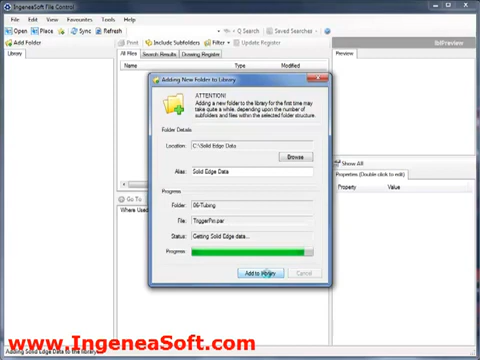 IngeneaSoft File Control
File Edit View Favourites Tools Help
Open Place Sync Refresh Search Saved Searches
Add Folder Print Include Subfolders Filter Update Register
Library All Files Search Results Drawing Register Preview
Name Type Modified
Adding New Folder to Library
ATTENTION!
Adding a new folder to the library for the first time may
take quite a while, depending upon the number of
subfolders and files within the selected folder structure.
Folder Details
Location: C:\Solid Edge Data
Browse
Alias: Solid Edge Data
Progress
Folder: 06-Tubing
File: TriggerPin.par
Status: Getting Solid Edge data...
Progress
Add to library Cancel
Show All
Properties (Double click to edit)
Property Value
Go To
Where Used
www.IngeneaSoft.com
Adding Solid Edge Data to the library...